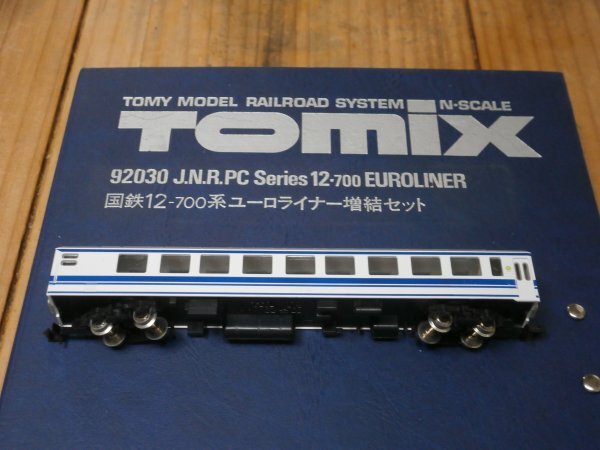 TOMY MODEL RAILROAD SYSTEM N-SCALE
TOMIX
92030 J.N.R. PC Series 12-700 EUROLINER
国鉄12-700系ユーロライナー増結セット